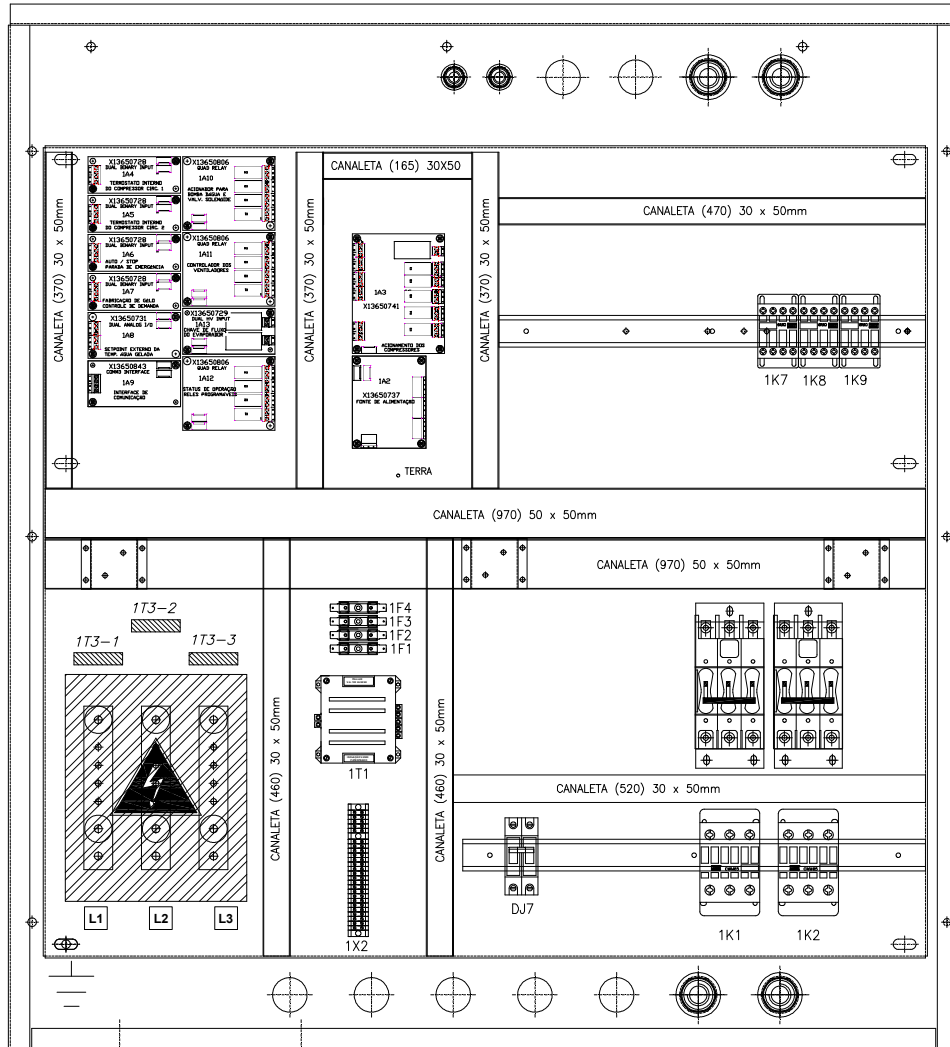 CANALETA (370) 30 x 50mm
X13650728
DUAL BINARY INPUT
1A4
TERMOSTATO INTERNO
DO COMPRESSOR CIRC. 1
X13650728
DUAL BINARY INPUT
1A5
TERMOSTATO INTERNO
DO COMPRESSOR CIRC. 2
X13650728
DUAL BINARY INPUT
1A6
AUTO / STOP
PARADA DE EMERGÊNCIA
X13650728
DUAL BINARY INPUT
1A7
FABRICAÇÃO DE GELO
CONTROLE DE DEMANDA
X13650731
DUAL ANALOG I/O
1A8
SETPOINT EXTERNO DA
TEMP. ÁGUA GELADA
X13650843
COMM3 INTERFACE
1A9
INTERFACE DE
COMUNICAÇÃO
X13650806
QUAD RELAY
1A10
ACIONADOR PARA
BOMBA DÁGUA E
VALV. SOLENOIDE
X13650806
QUAD RELAY
1A11
CONTROLADOR DOS
VENTILADORES
X13650729
DUAL HV INPUT
1A13
CHAVE DE FLUXO
DO EVAPORADOR
X13650806
QUAD RELAY
1A12
STATUS DE OPERAÇÃO
RELES PROGRAMÁVEIS
CANALETA (370) 30 x 50mm
CANALETA (165) 30X50
1A3
X13650741
ACIONAMENTO DOS
COMPRESSORES
1A2
X13650737
FONTE DE ALIMENTAÇÃO
TERRA
CANALETA (370) 30 x 50mm
CANALETA (470) 30 x 50mm
1K7
1K8
1K9
CANALETA (970) 50 x 50mm
CANALETA (970) 50 x 50mm
1T3-2
1T3-1
1T3-3
L1
L2
L3
CANALETA (460) 30 x 50mm
1F4
1F3
1F2
1F1
1T1
1X2
CANALETA (460) 30 x 50mm
CANALETA (520) 30 x 50mm
DJ7
1K1
1K2